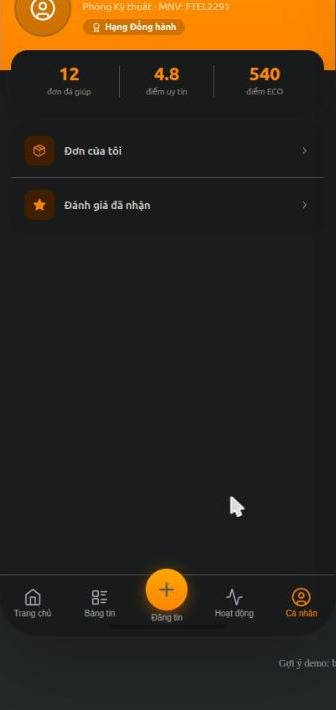 Phòng Kỹ thuật · MNV: FTEL2291
Hạng Đồng hành
12
đơn đã giúp
4.8
điểm uy tín
540
điểm ECO
Đơn của tôi
Đánh giá đã nhận
Trang chủ
Bảng tin
Đăng tin
Hoạt động
Cá nhân
Gợi ý demo: